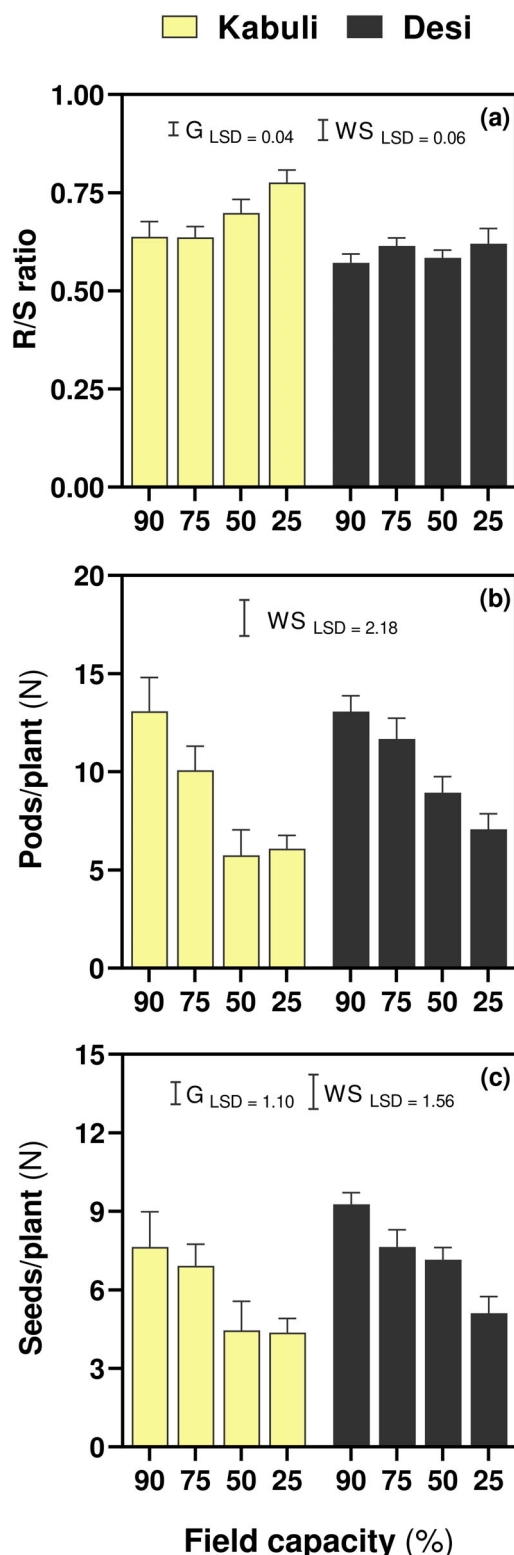 Kabuli Desi
1.00
(a)
G LSD = 0.04 WS LSD = 0.06
0.75
R/S ratio
0.50
0.25
0.00
90 75 50 25 90 75 50 25
20
(b)
WS LSD = 2.18
15
Pods/plant (N)
10
5
0
90 75 50 25 90 75 50 25
15
(c)
G LSD = 1.10 WS LSD = 1.56
12
Seeds/plant (N)
9
6
3
0
90 75 50 25 90 75 50 25
Field capacity (%)